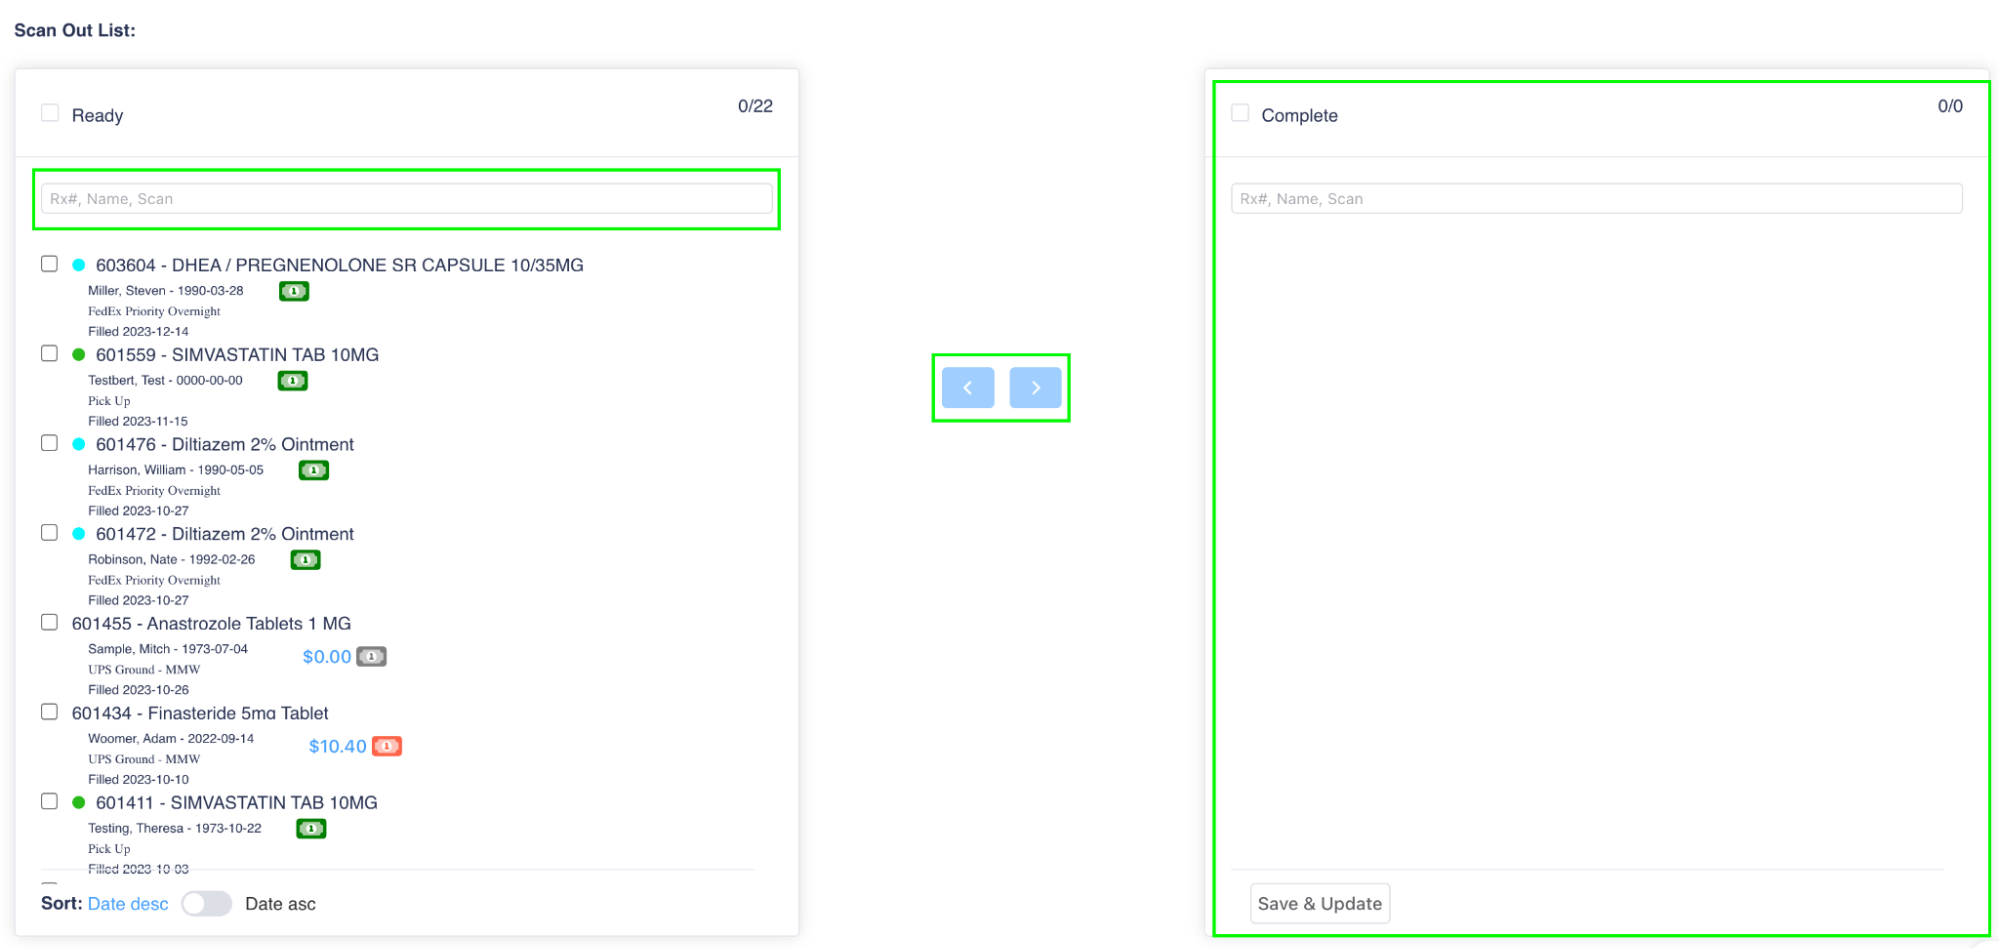 Scan Out List:
Ready
0/22
Rx#, Name, Scan
603604 - DHEA / PREGNENOLONE SR CAPSULE 10/35MG
Miller, Steven - 1990-03-28
1
FedEx Priority Overnight
Filled 2023-12-14
601559 - SIMVASTATIN TAB 10MG
Testbert, Test - 0000-00-00
1
Pick Up
Filled 2023-11-15
601476 - Diltiazem 2% Ointment
Harrison, William - 1990-05-05
1
FedEx Priority Overnight
Filled 2023-10-27
601472 - Diltiazem 2% Ointment
Robinson, Nate - 1992-02-26
1
FedEx Priority Overnight
Filled 2023-10-27
601455 - Anastrozole Tablets 1 MG
Sample, Mitch - 1973-07-04
$0.00 1
UPS Ground - MMW
Filled 2023-10-26
601434 - Finasteride 5mg Tablet
Woomer, Adam - 2022-09-14
$10.40 1
UPS Ground - MMW
Filled 2023-10-10
601411 - SIMVASTATIN TAB 10MG
Testing, Theresa - 1973-10-22
1
Pick Up
Filled 2023-10-03
Sort: Date desc Date asc
Complete
0/0
Rx#, Name, Scan
Save & Update